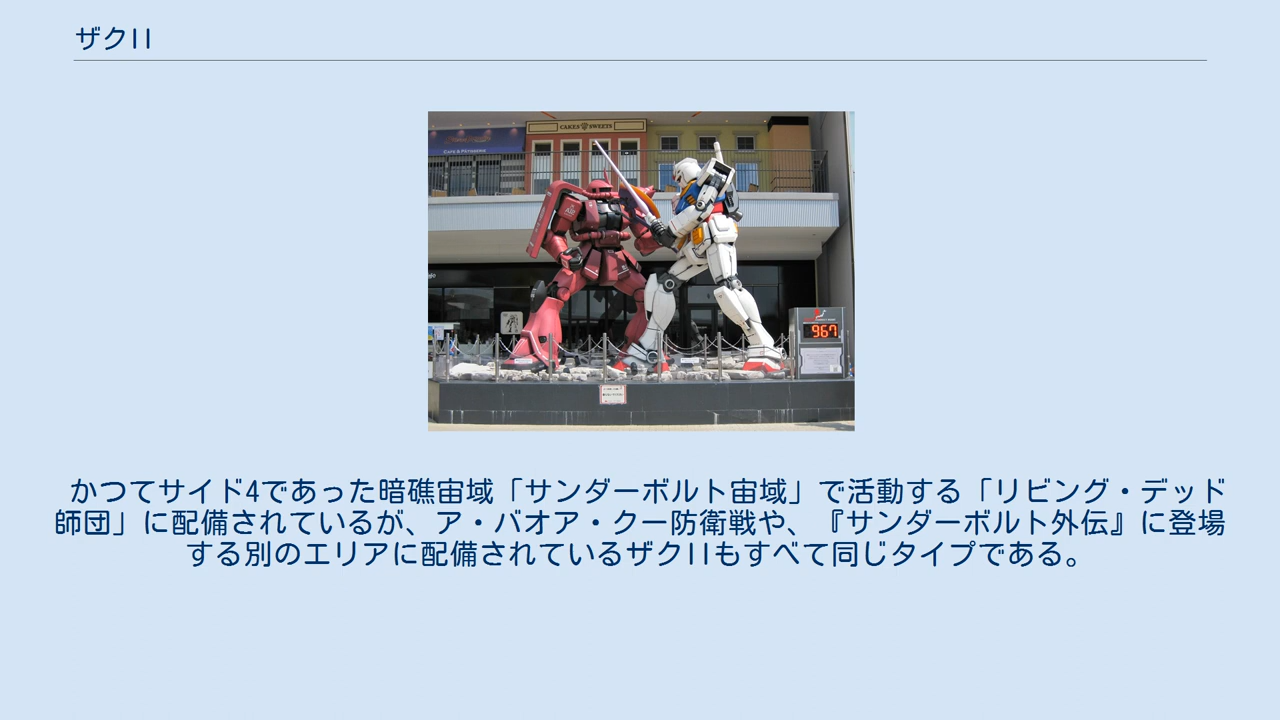 ザクII
CAKES SWEETS
CAFE & PATISSERIE
967
かつてサイド4であった暗礁宙域「サンダーボルト宙域」で活動する「リビング・デッド
師団」に配備されているが、ア・バオア・クー防衛戦や、『サンダーボルト外伝』に登場
する別のエリアに配備されているザクIIもすべて同じタイプである。